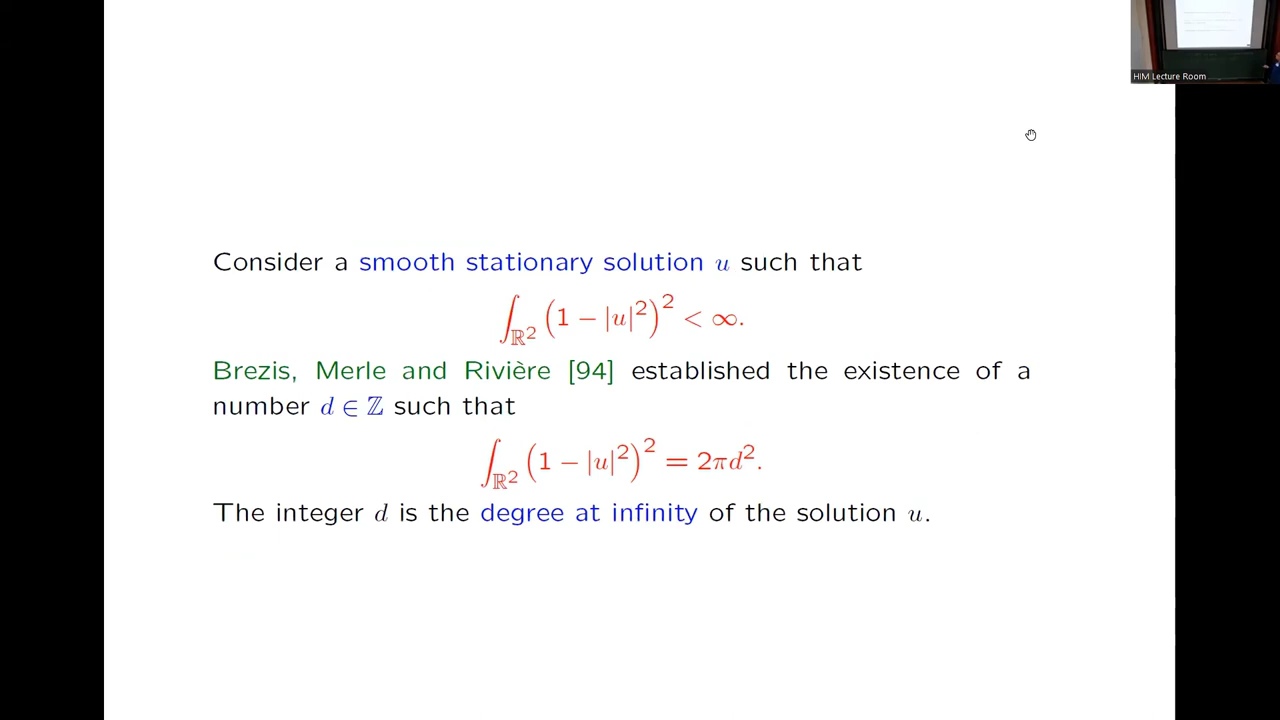 HIM Lecture Room
Consider a smooth stationary solution u such that
∫_{ℝ²} (1 − |u|²)² < ∞.
Brezis, Merle and Rivière [94] established the existence of a
number d ∈ ℤ such that
∫_{ℝ²} (1 − |u|²)² = 2πd².
The integer d is the degree at infinity of the solution u.